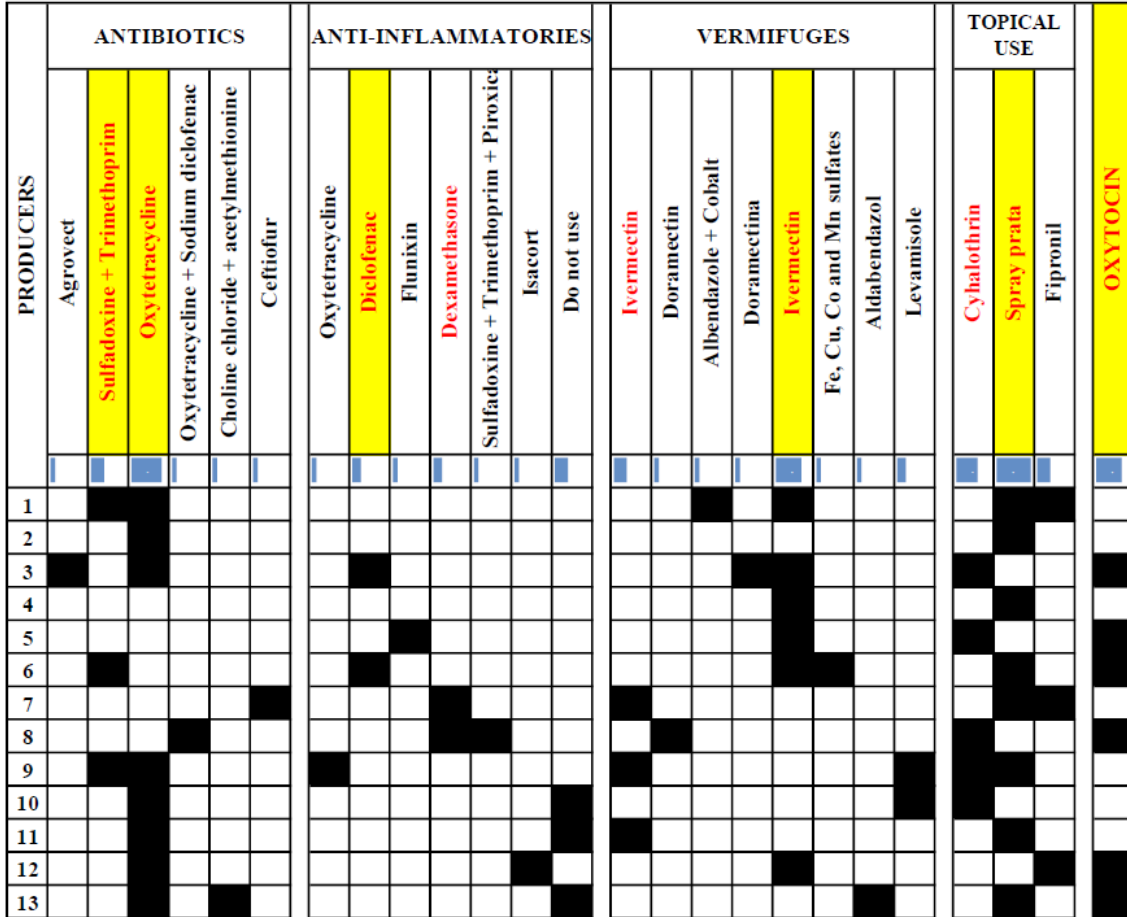 ANTIBIOTICS
ANTI-INFLAMMATORIES
VERMIFUGES
TOPICAL
USE
PRODUCERS
Agrovect
Sulfadoxine + Trimethoprim
Oxytetracycline
Oxytetracycline + Sodium diclofenac
Choline chloride + acetylmethionine
Ceftiofur
Oxytetracycline
Diclofenac
Flunixin
Dexamethasone
Sulfadoxine + Trimethoprim + Piroxica
Isacort
Do not use
Ivermectin
Doramectin
Albendazole + Cobalt
Doramectina
Ivermectin
Fe, Cu, Co and Mn sulfates
Aldabendazol
Levamisole
Cyhalothrin
Spray prata
Fipronil
OXYTOCIN
1
2
3
4
5
6
7
8
9
10
11
12
13